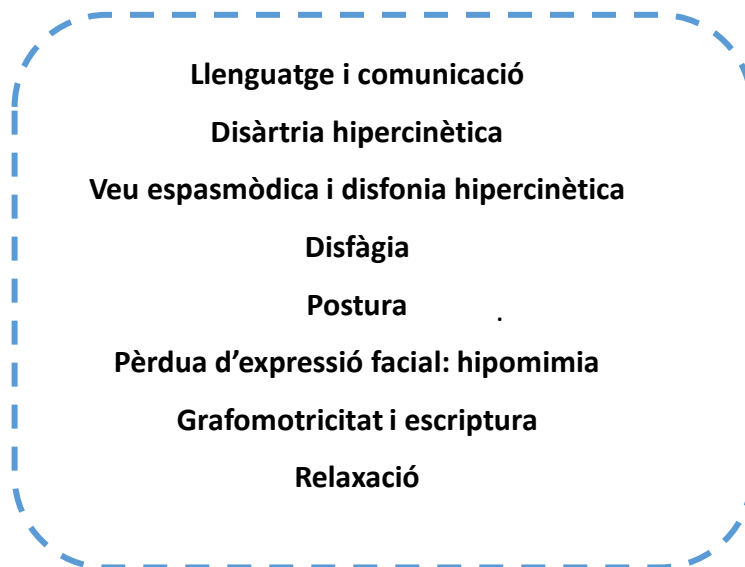 Llenguatge i comunicació
Disàrtria hipercinètica
Veu espasmòdica i disfonia hipercinètica
Disfàgia
Postura .
Pèrdua d'expressió facial: hipomimia
Grafomotricitat i escriptura
Relaxació